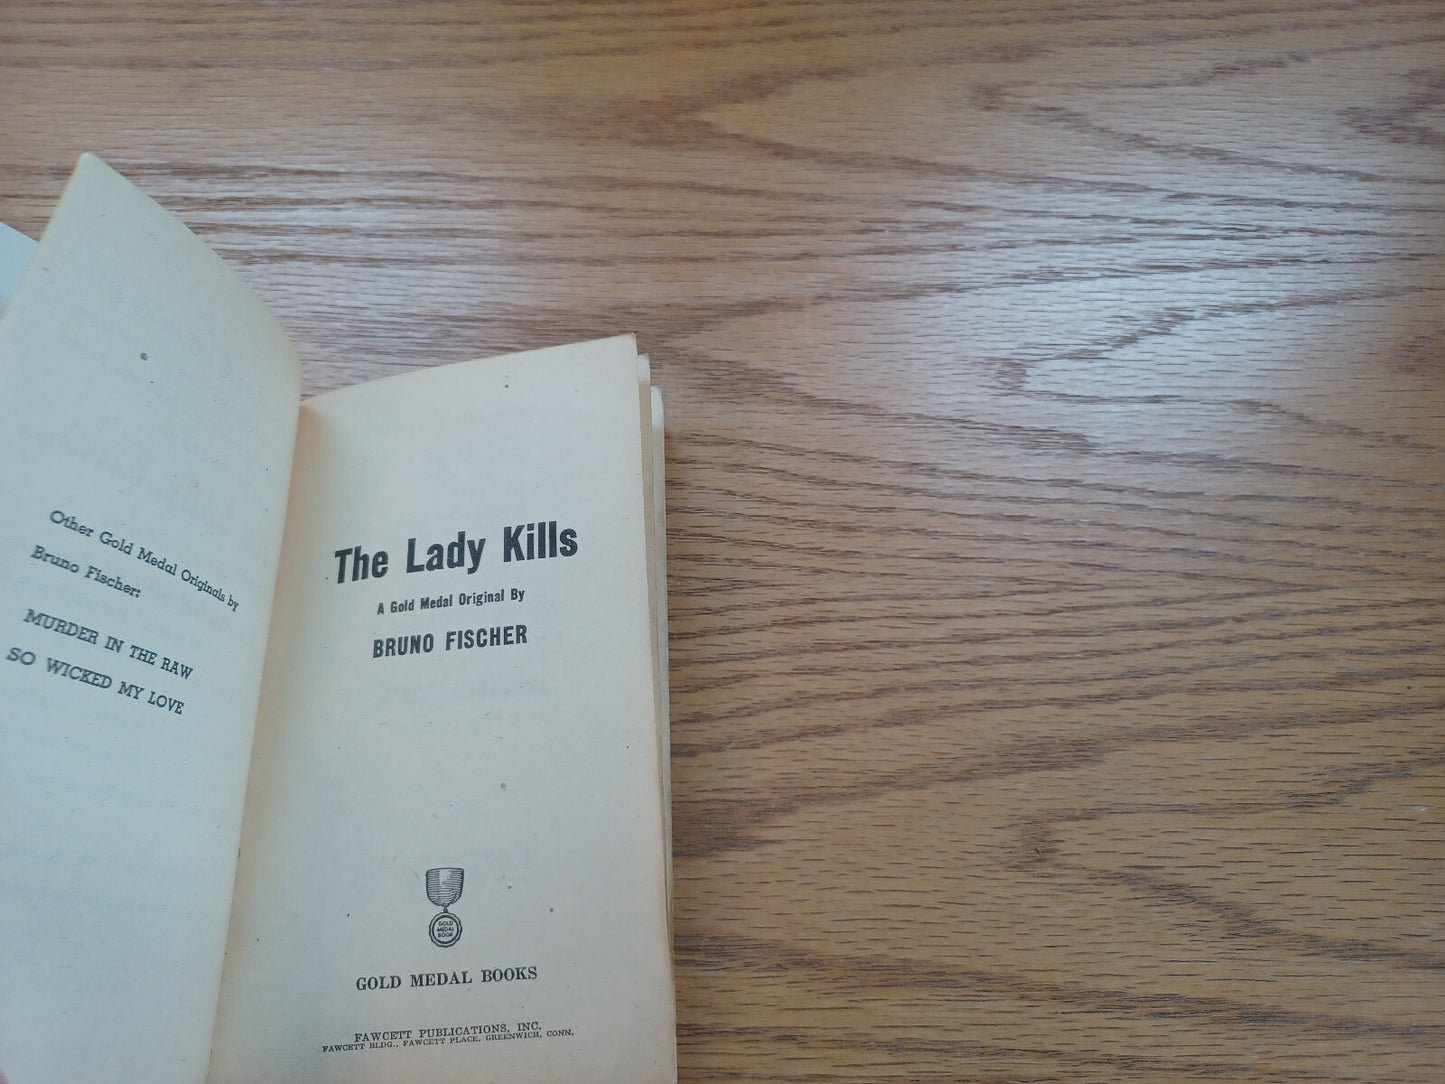 Other Gold Medal Originals by
Bruno Fischer:
MURDER IN THE RAW
SO WICKED MY LOVE
The Lady Kills
A Gold Medal Original By
BRUNO FISCHER
GOLD
MEDAL
BOOK
GOLD MEDAL BOOKS
FAWCETT PUBLICATIONS, INC.
FAWCETT BLDG., FAWCETT PLACE, GREENWICH, CONN.